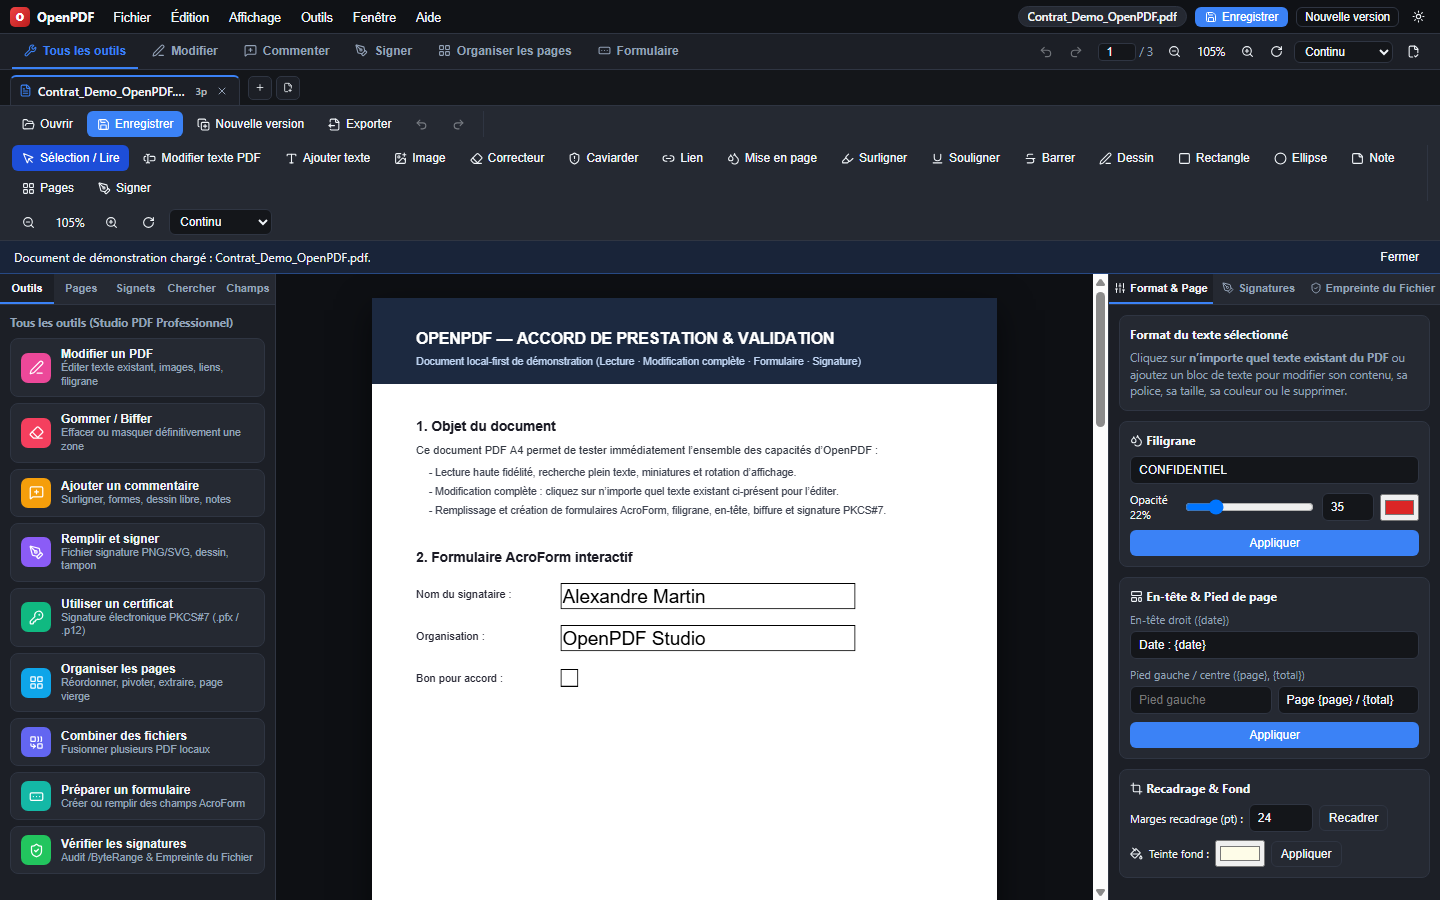 OpenPDF
Fichier
Édition
Affichage
Outils
Fenêtre
Aide
Contrat_Demo_OpenPDF.pdf
Enregistrer
Nouvelle version
Tous les outils
Modifier
Commenter
Signer
Organiser les pages
Formulaire
1 / 3
105%
Continu
Contrat_Demo_OpenPDF.... 3p
Ouvrir
Enregistrer
Nouvelle version
Exporter
Sélection / Lire
Modifier texte PDF
Ajouter texte
Image
Correcteur
Caviarder
Lien
Mise en page
Surligner
Souligner
Barrer
Dessin
Rectangle
Ellipse
Note
Pages
Signer
105%
Continu
Document de démonstration chargé : Contrat_Demo_OpenPDF.pdf.
Fermer
Outils
Pages
Signets
Chercher
Champs
Tous les outils (Studio PDF Professionnel)
Modifier un PDF
Éditer texte existant, images, liens,
filigrane
Gommer / Biffer
Effacer ou masquer définitivement une
zone
Ajouter un commentaire
Surligner, formes, dessin libre, notes
Remplir et signer
Fichier signature PNG/SVG, dessin,
tampon
Utiliser un certificat
Signature électronique PKCS#7 (.pfx /
.p12)
Organiser les pages
Réordonner, pivoter, extraire, page
vierge
Combiner des fichiers
Fusionner plusieurs PDF locaux
Préparer un formulaire
Créer ou remplir des champs AcroForm
Vérifier les signatures
Audit /ByteRange & Empreinte du Fichier
OPENPDF — ACCORD DE PRESTATION & VALIDATION
Document local-first de démonstration (Lecture · Modification complète · Formulaire · Signature)
1. Objet du document
Ce document PDF A4 permet de tester immédiatement l'ensemble des capacités d'OpenPDF :
- Lecture haute fidélité, recherche plein texte, miniatures et rotation d'affichage.
- Modification complète : cliquez sur n'importe quel texte existant ci-présent pour l'éditer.
- Remplissage et création de formulaires AcroForm, filigrane, en-tête, biffure et signature PKCS#7.
2. Formulaire AcroForm interactif
Nom du signataire :
Alexandre Martin
Organisation :
OpenPDF Studio
Bon pour accord :
Format & Page
Signatures
Empreinte du Fichier
Format du texte sélectionné
Cliquez sur n'importe quel texte existant du PDF ou
ajoutez un bloc de texte pour modifier son contenu, sa
police, sa taille, sa couleur ou le supprimer.
Filigrane
CONFIDENTIEL
Opacité
22%
35
Appliquer
En-tête & Pied de page
En-tête droit ({date})
Date : {date}
Pied gauche / centre ({page}, {total})
Pied gauche
Page {page} / {total}
Appliquer
Recadrage & Fond
Marges recadrage (pt) :
24
Recadrer
Teinte fond :
Appliquer